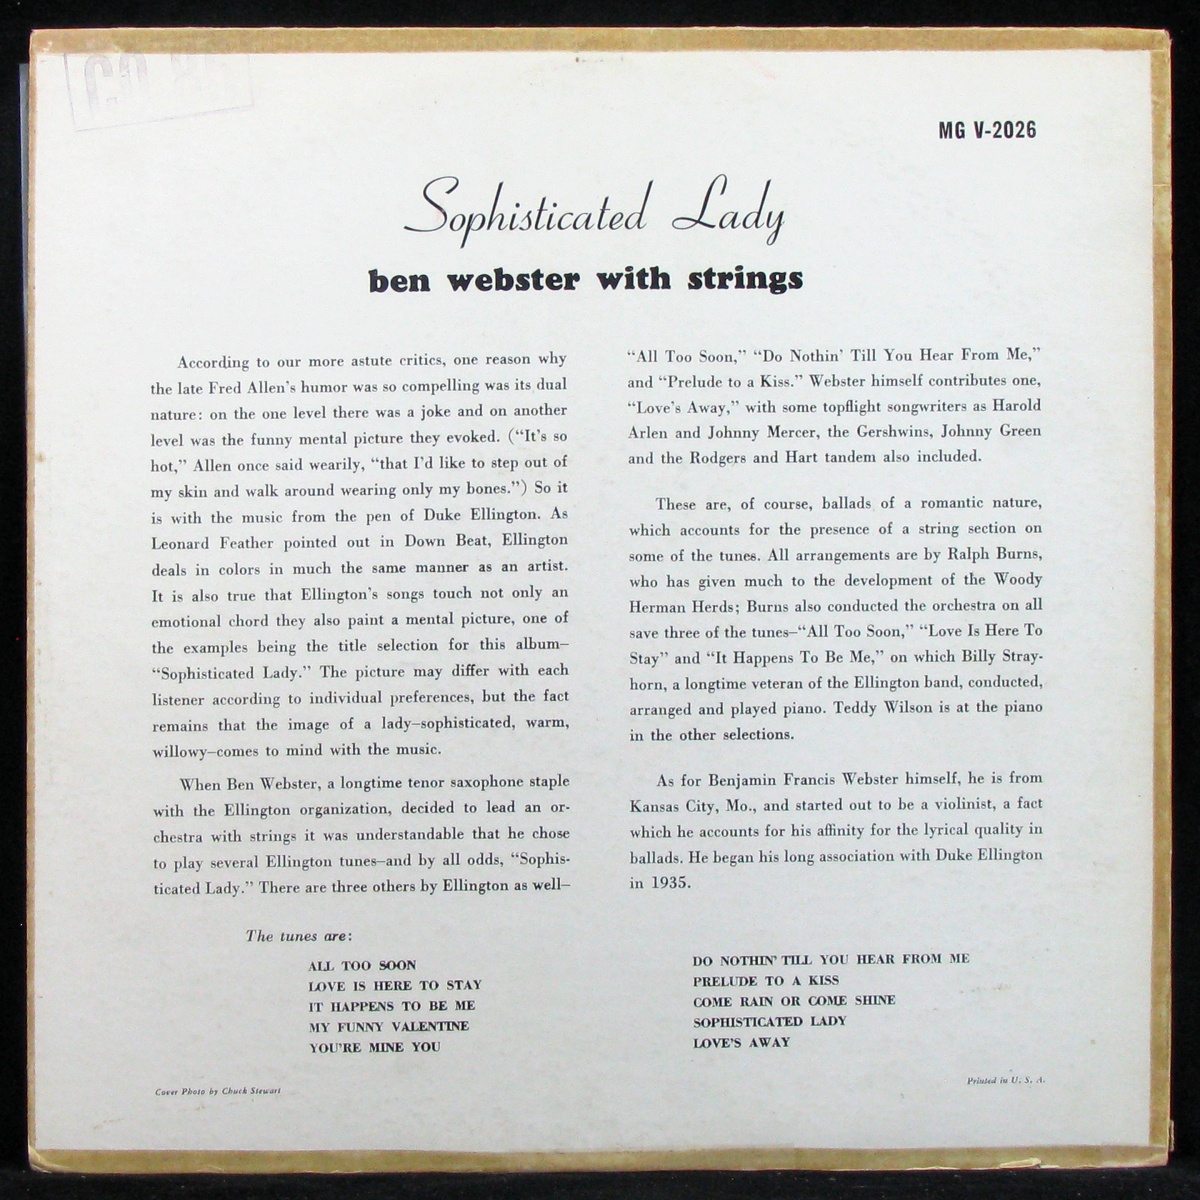 MG V-2026
Sophisticated Lady
ben webster with strings
According to our more astute critics, one reason why
the late Fred Allen's humor was so compelling was its dual
nature: on the one level there was a joke and on another
level was the funny mental picture they evoked. (“It's so
hot,” Allen once said wearily, “that I'd like to step out of
my skin and walk around wearing only my bones.”) So it
is with the music from the pen of Duke Ellington. As
Leonard Feather pointed out in Down Beat, Ellington
deals in colors in much the same manner as an artist.
It is also true that Ellington's songs touch not only an
emotional chord they also paint a mental picture, one of
the examples being the title selection for this album—
“Sophisticated Lady.” The picture may differ with each
listener according to individual preferences, but the fact
remains that the image of a lady—sophisticated, warm,
willowy—comes to mind with the music.
When Ben Webster, a longtime tenor saxophone staple
with the Ellington organization, decided to lead an or-
chestra with strings it was understandable that he chose
to play several Ellington tunes—and by all odds, “Sophis-
ticated Lady.” There are three others by Ellington as well—
“All Too Soon,” “Do Nothin' Till You Hear From Me,”
and “Prelude to a Kiss.” Webster himself contributes one,
“Love's Away,” with some topflight songwriters as Harold
Arlen and Johnny Mercer, the Gershwins, Johnny Green
and the Rodgers and Hart tandem also included.
These are, of course, ballads of a romantic nature,
which accounts for the presence of a string section on
some of the tunes. All arrangements are by Ralph Burns,
who has given much to the development of the Woody
Herman Herds; Burns also conducted the orchestra on all
save three of the tunes—“All Too Soon,” “Love Is Here To
Stay” and “It Happens To Be Me,” on which Billy Stray-
horn, a longtime veteran of the Ellington band, conducted,
arranged and played piano. Teddy Wilson is at the piano
in the other selections.
As for Benjamin Francis Webster himself, he is from
Kansas City, Mo., and started out to be a violinist, a fact
which he accounts for his affinity for the lyrical quality in
ballads. He began his long association with Duke Ellington
in 1935.
The tunes are:
ALL TOO SOON
LOVE IS HERE TO STAY
IT HAPPENS TO BE ME
MY FUNNY VALENTINE
YOU'RE MINE YOU
DO NOTHIN' TILL YOU HEAR FROM ME
PRELUDE TO A KISS
COME RAIN OR COME SHINE
SOPHISTICATED LADY
LOVE'S AWAY
Cover Photo by Chuck Stewart
Printed in U. S. A.